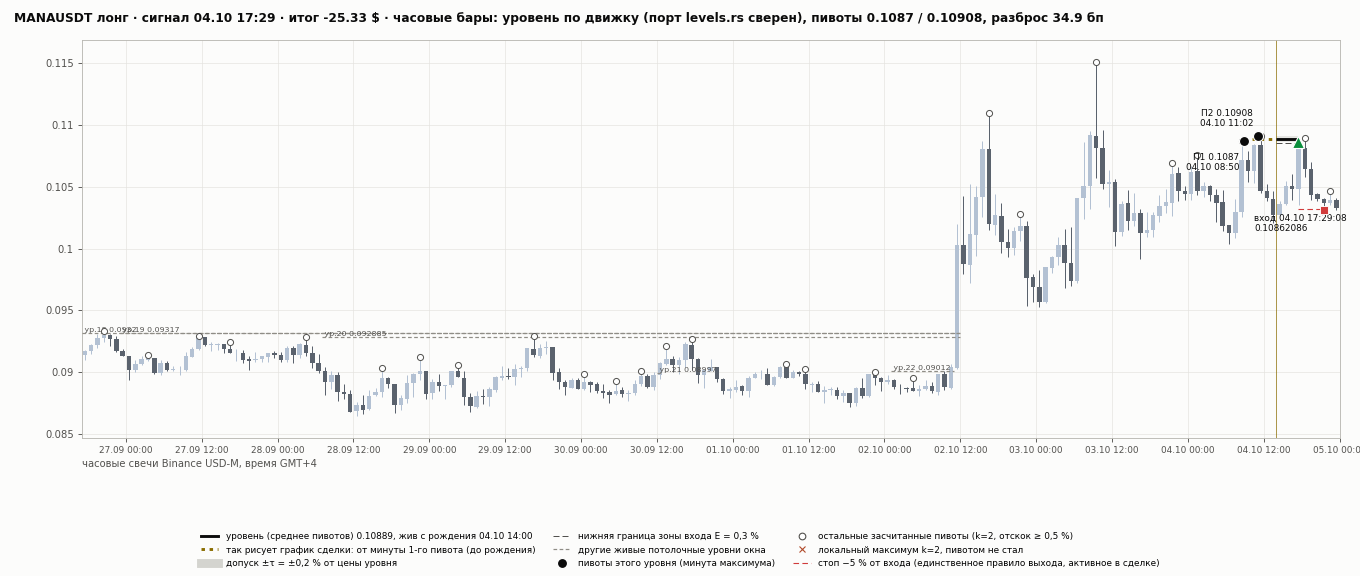 MANAUSDT лонг · сигнал 04.10 17:29 · итог -25.33 $ · часовые бары: уровень по движку (порт levels.rs сверен), пивоты 0.1087 / 0.10908, разброс 34.9 бп
0.115
0.11
0.105
0.1
0.095
0.09
0.085
П2 0.10908
04.10 11:02
П1 0.1087
04.10 08:50
вход 04.10 17:29:08
0.10862086
ур.19 0.09317
ур.20 0.092885
ур.21 0.08997
ур.22 0.09012
27.09 00:00
27.09 12:00
28.09 00:00
28.09 12:00
29.09 00:00
29.09 12:00
30.09 00:00
30.09 12:00
01.10 00:00
01.10 12:00
02.10 00:00
02.10 12:00
03.10 00:00
03.10 12:00
04.10 00:00
04.10 12:00
05.10 00:0
часовые свечи Binance USD-M, время GMT+4
уровень (среднее пивотов) 0.10889, жив с рождения 04.10 14:00
так рисует график сделки: от минуты 1-го пивота (до рождения)
допуск ±τ = ±0,2 % от цены уровня
нижняя граница зоны входа E = 0,3 %
другие живые потолочные уровни окна
пивоты этого уровня (минута максимума)
остальные засчитанные пивоты (k=2, отскок ≥ 0,5 %)
локальный максимум k=2, пивотом не стал
стоп −5 % от входа (единственное правило выхода, активное в сделке)